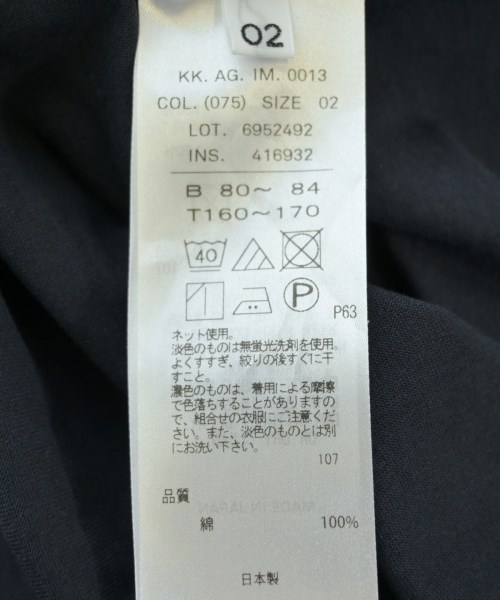 02
KK. AG. IM. 0013
COL. (075) SIZE 02
LOT. 6952492
INS. 416932
B 80～ 84
T160～170
40
P
P63
ネット使用。
淡色のものは無蛍光洗剤を使用。
よくすすぎ、絞りの後すぐに干
すこと。
濃色のものは、着用による摩擦
で色落ちすることがありますの
で、組合せの衣服にご注意くだ
さい。また、淡色のものとは別
にお洗い下さい。
107
品質
綿 100%
日本製